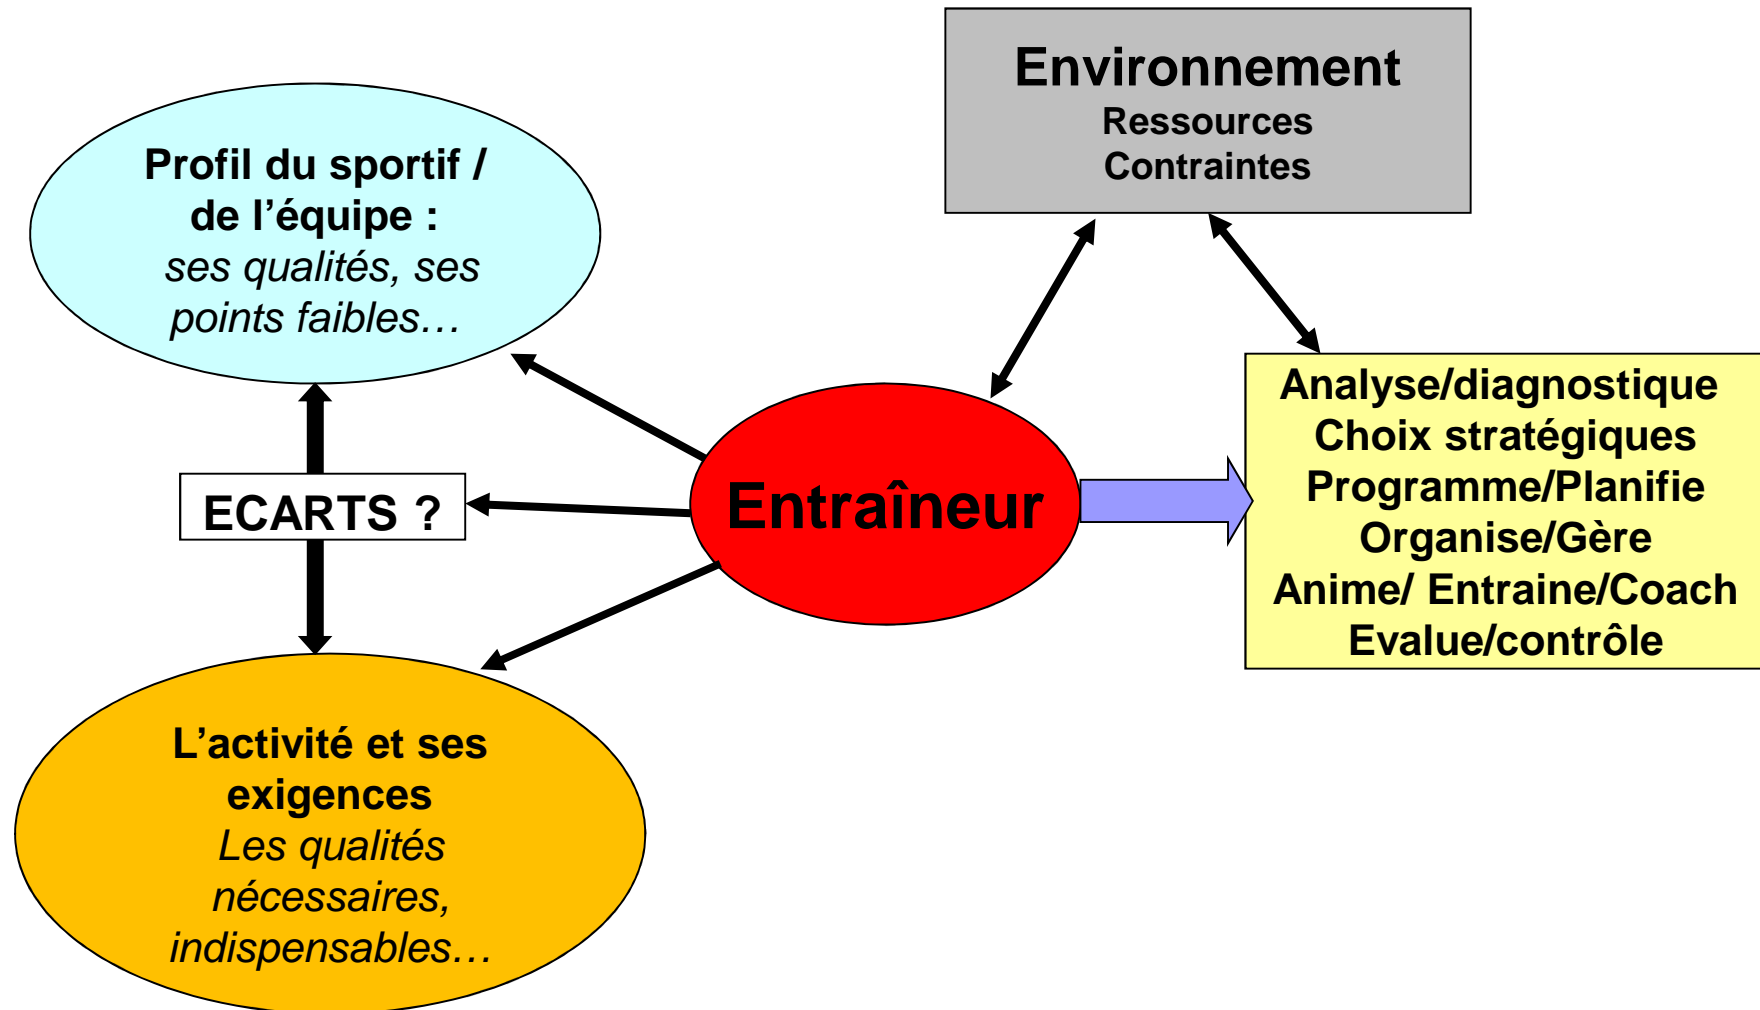 Environnement
Ressources
Contraintes
Profil du sportif /
de l’équipe :
ses qualités, ses
points faibles…
ECARTS ?
Entraîneur
Analyse/diagnostique
Choix stratégiques
Programme/Planifie
Organise/Gère
Anime/ Entraine/Coach
Evalue/contrôle
L’activité et ses
exigences
Les qualités
nécessaires,
indispensables…